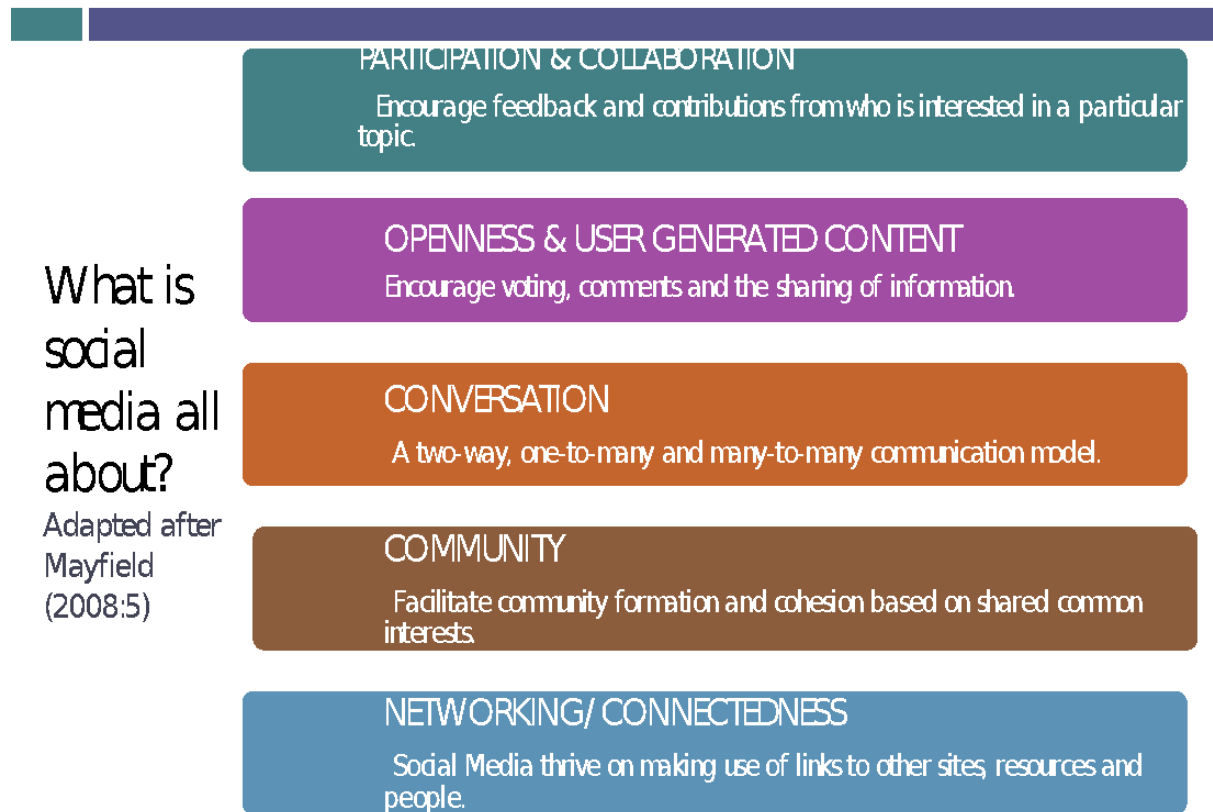 What is
social
media all
about?
Adapted after
Mayfield
(2008:5)
PARTICIPATION & COLLABORATION
Encourage feedback and contributions from who is interested in a particular
topic.
OPENNESS & USER GENERATED CONTENT
Encourage voting, comments and the sharing of information.
CONVERSATION
A two-way, one-to-many and many-to-many communication model.
COMMUNITY
Facilitate community formation and cohesion based on shared common
interests.
NETWORKING/ CONNECTEDNESS
Social Media thrive on making use of links to other sites, resources and
people.